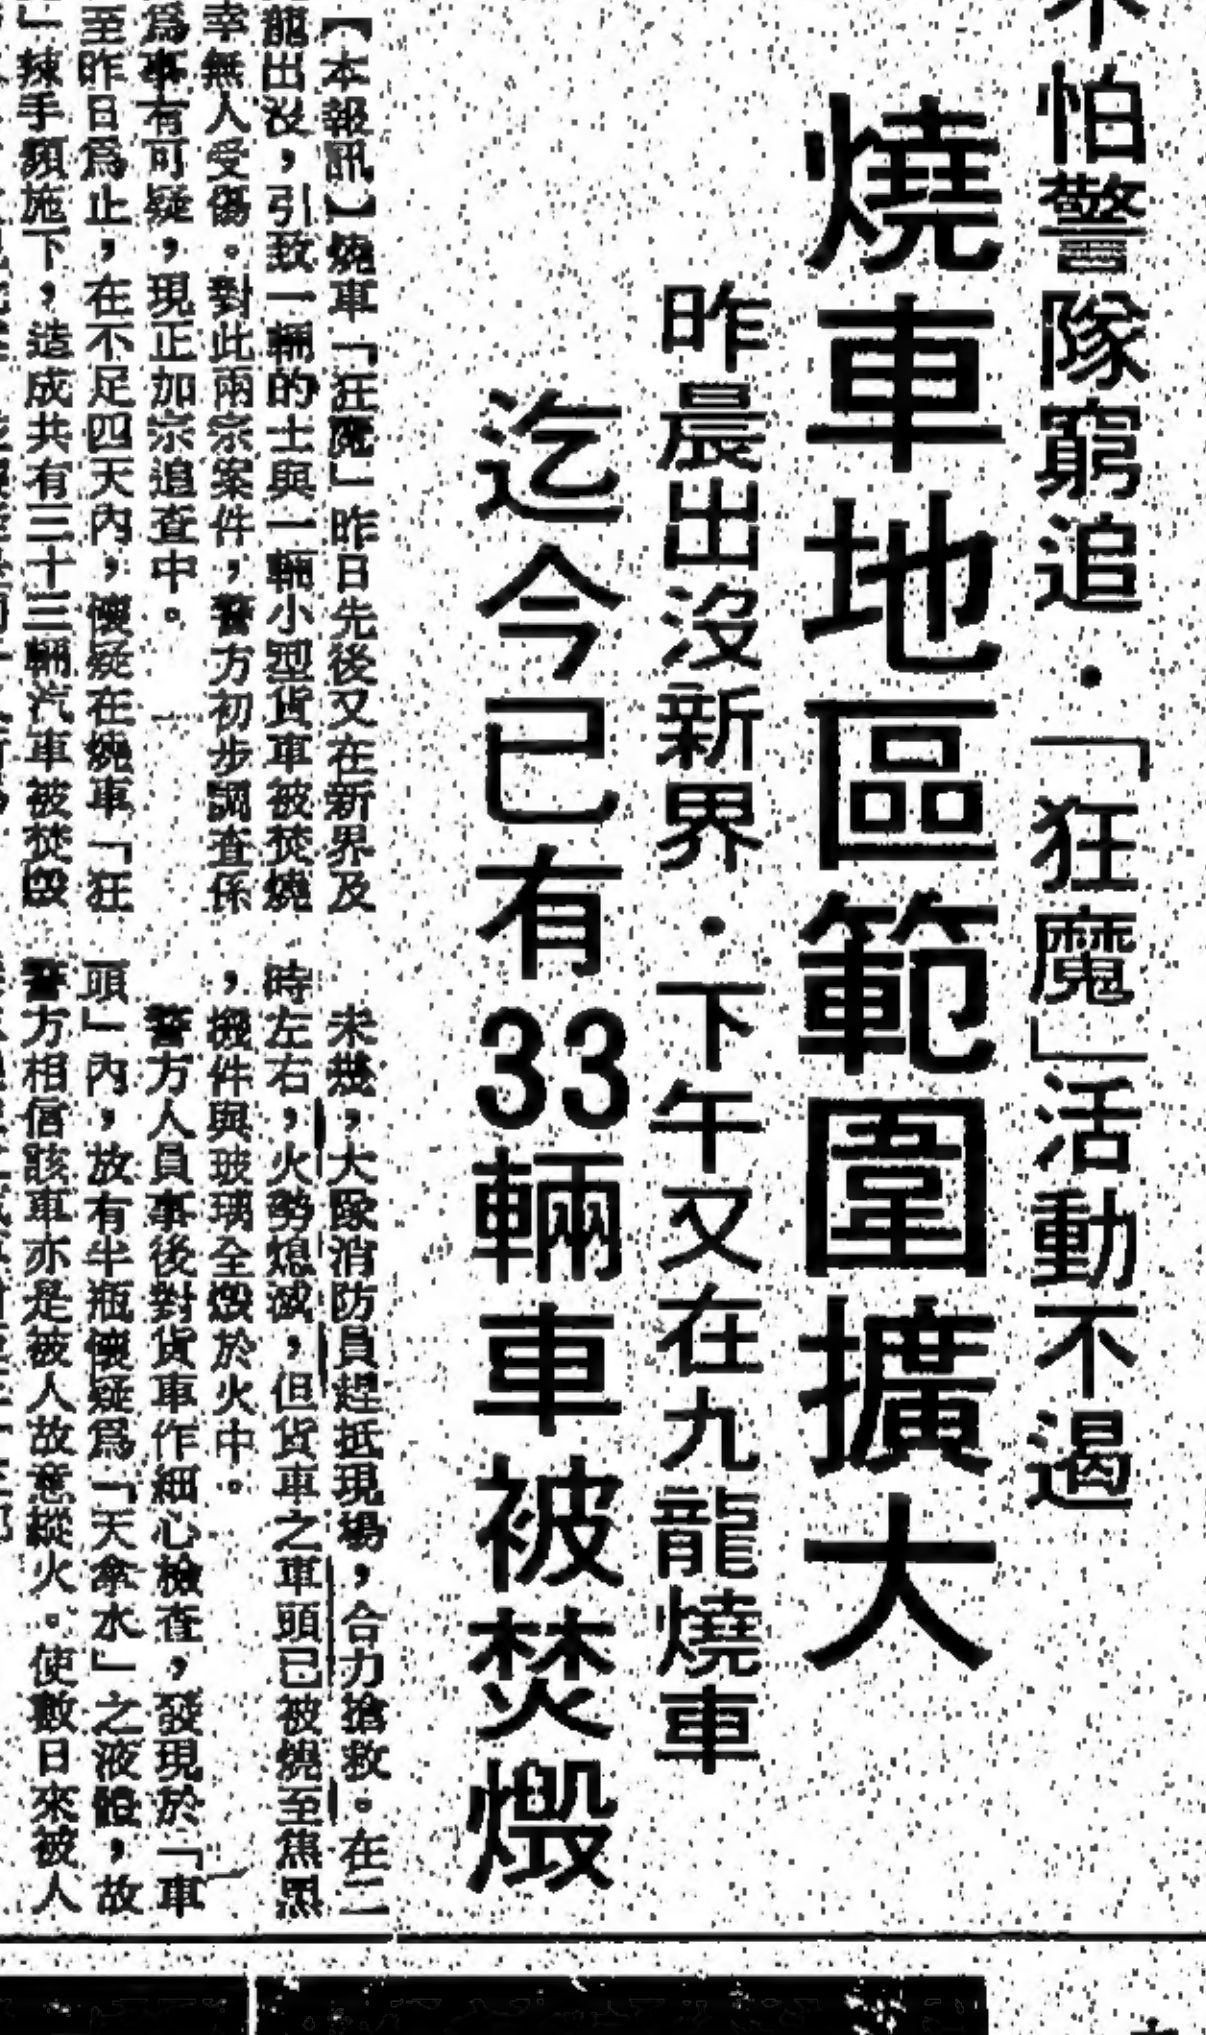 不怕警隊窮追·「狂魔」活動不遏
燒車地區範圍擴大
昨晨出沒新界·下午又在九龍燒車
迄今已有33輛車被焚燬
【本報訊】燒車「狂魔」昨日先後又在新界及
龍出沒，引致一輛的士與一輛小型貨車被焚燒
幸無人受傷。對此兩宗案件，警方初步調查係
爲事有可疑，現正加宗追查中。
至昨日爲止，在不足四天內，懷疑在燒車「狂
」辣手頻施下，造成共有三十三輛汽車被焚毀
未幾，大隊消防員趕抵現場，合力搶救。在二
時左右，火勢熄滅，但貨車之車頭已被燒至焦黑
，機件與玻璃全燬於火中。
警方人員事後對貨車作細心檢查，發現於「車
頭」內，放有半瓶懷疑爲「天拿水」之液體，故
警方相信該車亦是被人故意縱火。使數日來被人